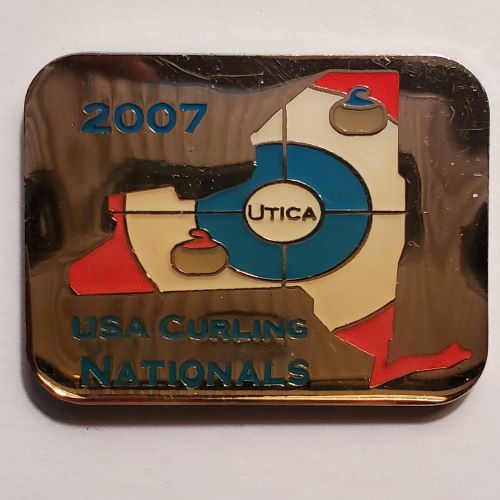 2007
UTICA
USA CURLING
NATIONALS